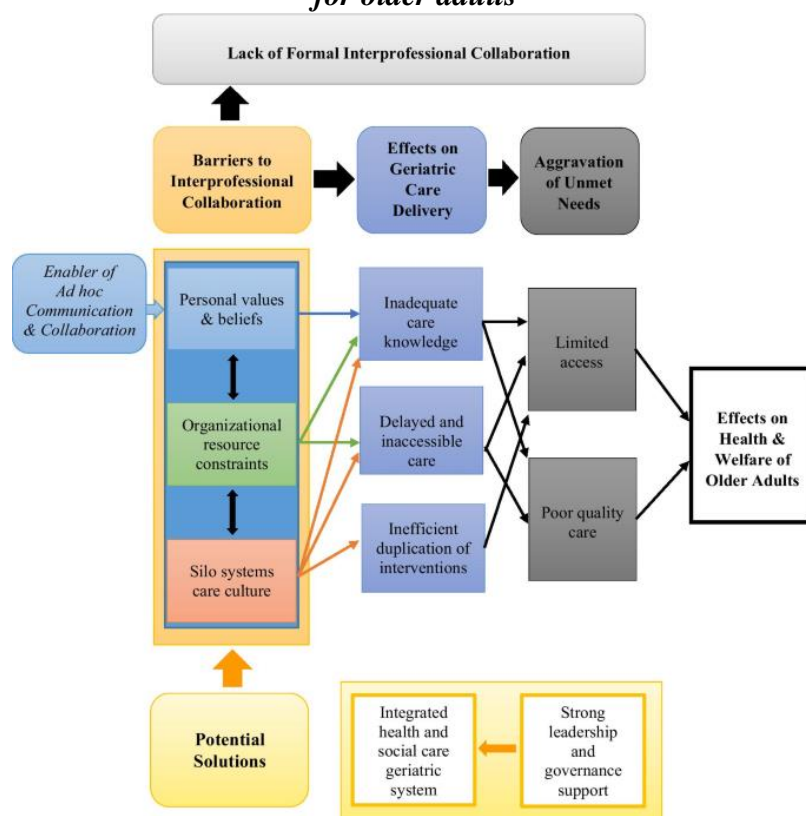 for older adults
Lack of Formal Interprofessional Collaboration
Barriers to
Interprofessional
Collaboration
Effects on
Geriatric
Care
Delivery
Aggravation
of Unmet
Needs
Enabler of
Ad hoc
Communication
& Collaboration
Personal values
& beliefs
Organizational
resource
constraints
Silo systems
care culture
Inadequate
care
knowledge
Delayed and
inaccessible
care
Inefficient
duplication of
interventions
Limited
access
Poor quality
care
Effects on
Health &
Welfare of
Older Adults
Potential
Solutions
Integrated
health and
social care
geriatric
system
Strong
leadership
and
governance
support